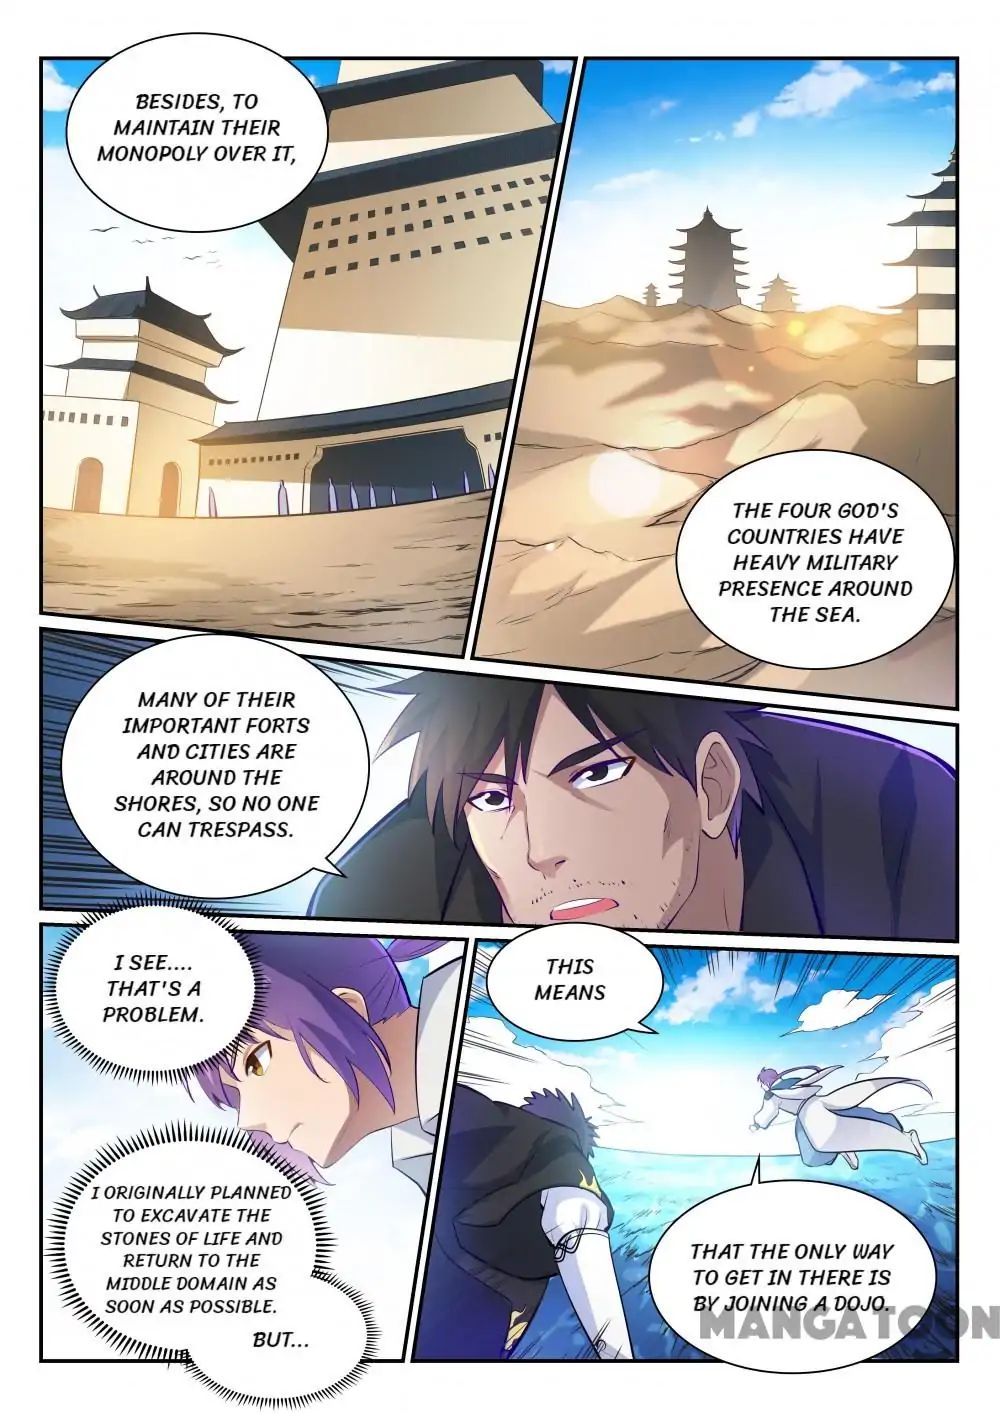 BESIDES, TO
MAINTAIN THEIR
MONOPOLY OVER IT,
THE FOUR GOD'S
COUNTRIES HAVE
HEAVY MILITARY
PRESENCE AROUND
THE SEA.
MANY OF THEIR
IMPORTANT FORTS
AND CITIES ARE
AROUND THE
SHORES, SO NO ONE
CAN TRESPASS.
I SEE....
THAT'S A
PROBLEM.
I ORIGINALLY PLANNED
TO EXCAVATE THE
STONES OF LIFE AND
RETURN TO THE
MIDDLE DOMAIN AS
SOON AS POSSIBLE.
BUT...
THIS
MEANS
THAT THE ONLY WAY
TO GET IN THERE IS
BY JOINING A DOJO.
MANGATOON